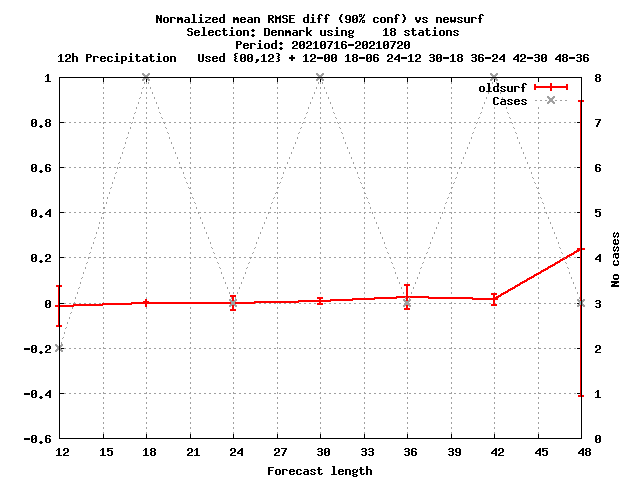 Normalized mean RMSE diff (90% conf) vs newsurf
Selection: Denmark using    18 stations
Period: 20210716-20210720
12h Precipitation   Used {00,12} + 12-00 18-06 24-12 30-18 36-24 42-30 48-36
oldsurf
Cases
1
0.8
0.6
0.4
0.2
0
-0.2
-0.4
-0.6
8
7
6
5
4
3
2
1
0
No cases
12 15 18 21 24 27 30 33 36 39 42 45 48
Forecast length